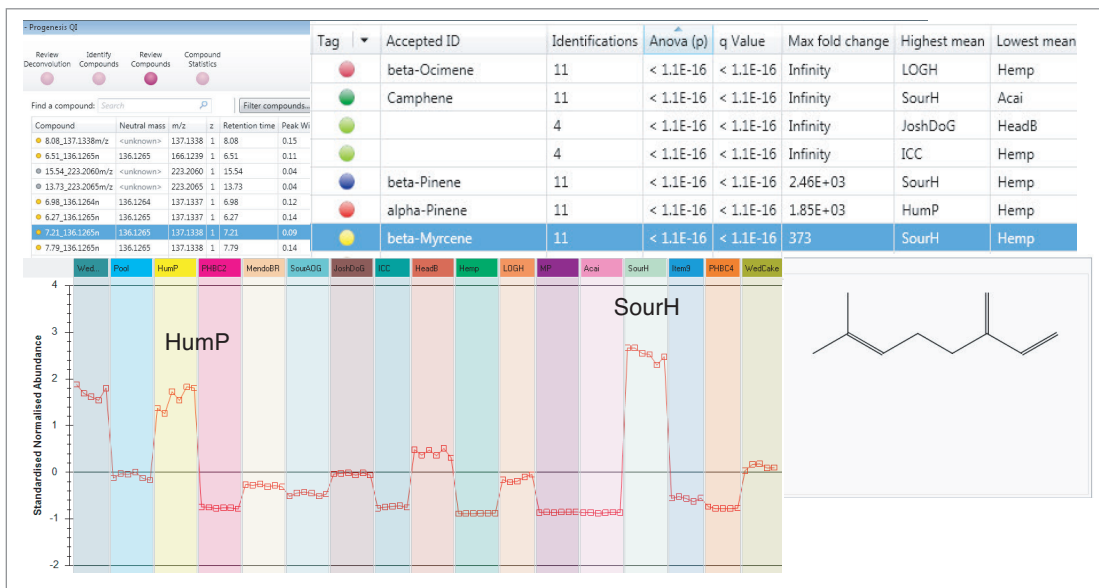 - Progenesis QI
Review Deconvolution Identify Compounds Review Compounds Compound Statistics
Find a compound: Search Filter compounds...
Compound Neutral mass m/z z Retention time Peak Wi
8.08_137.1338m/z <unknown> 137.1338 1 8.08 0.15
6.51_136.1265n 136.1265 166.1239 1 6.51 0.11
15.54_223.2060m/z <unknown> 223.2060 1 15.54 0.04
13.73_223.2065m/z <unknown> 223.2065 1 13.73 0.04
6.98_136.1264n 136.1264 137.1337 1 6.98 0.12
6.27_136.1265n 136.1265 137.1337 1 6.27 0.14
7.21_136.1265n 136.1265 137.1338 1 7.21 0.09
7.79_136.1265n 136.1265 137.1338 1 7.79 0.14
Tag Accepted ID Identifications Anova (p) q Value Max fold change Highest mean Lowest mean
beta-Ocimene 11 < 1.1E-16 < 1.1E-16 Infinity LOGH Hemp
Camphene 11 < 1.1E-16 < 1.1E-16 Infinity SourH Acai
4 < 1.1E-16 < 1.1E-16 Infinity JoshDoG HeadB
4 < 1.1E-16 < 1.1E-16 Infinity ICC Hemp
beta-Pinene 11 < 1.1E-16 < 1.1E-16 2.46E+03 SourH Hemp
alpha-Pinene 11 < 1.1E-16 < 1.1E-16 1.85E+03 HumP Hemp
beta-Myrcene 11 < 1.1E-16 < 1.1E-16 373 SourH Hemp
Wed... Pool HumP PHBC2 MendoBR SourAOG JoshDoG ICC HeadB Hemp LOGH MP Acai SourH Item9 PHBC4 WedCake
HumP
SourH
Standardised Normalised Abundance
4
3
2
1
0
-1
-2